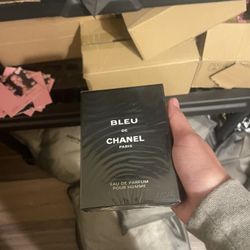 BLEU
DE
CHANEL
PARIS
EAU DE PARFUM
POUR HOMME